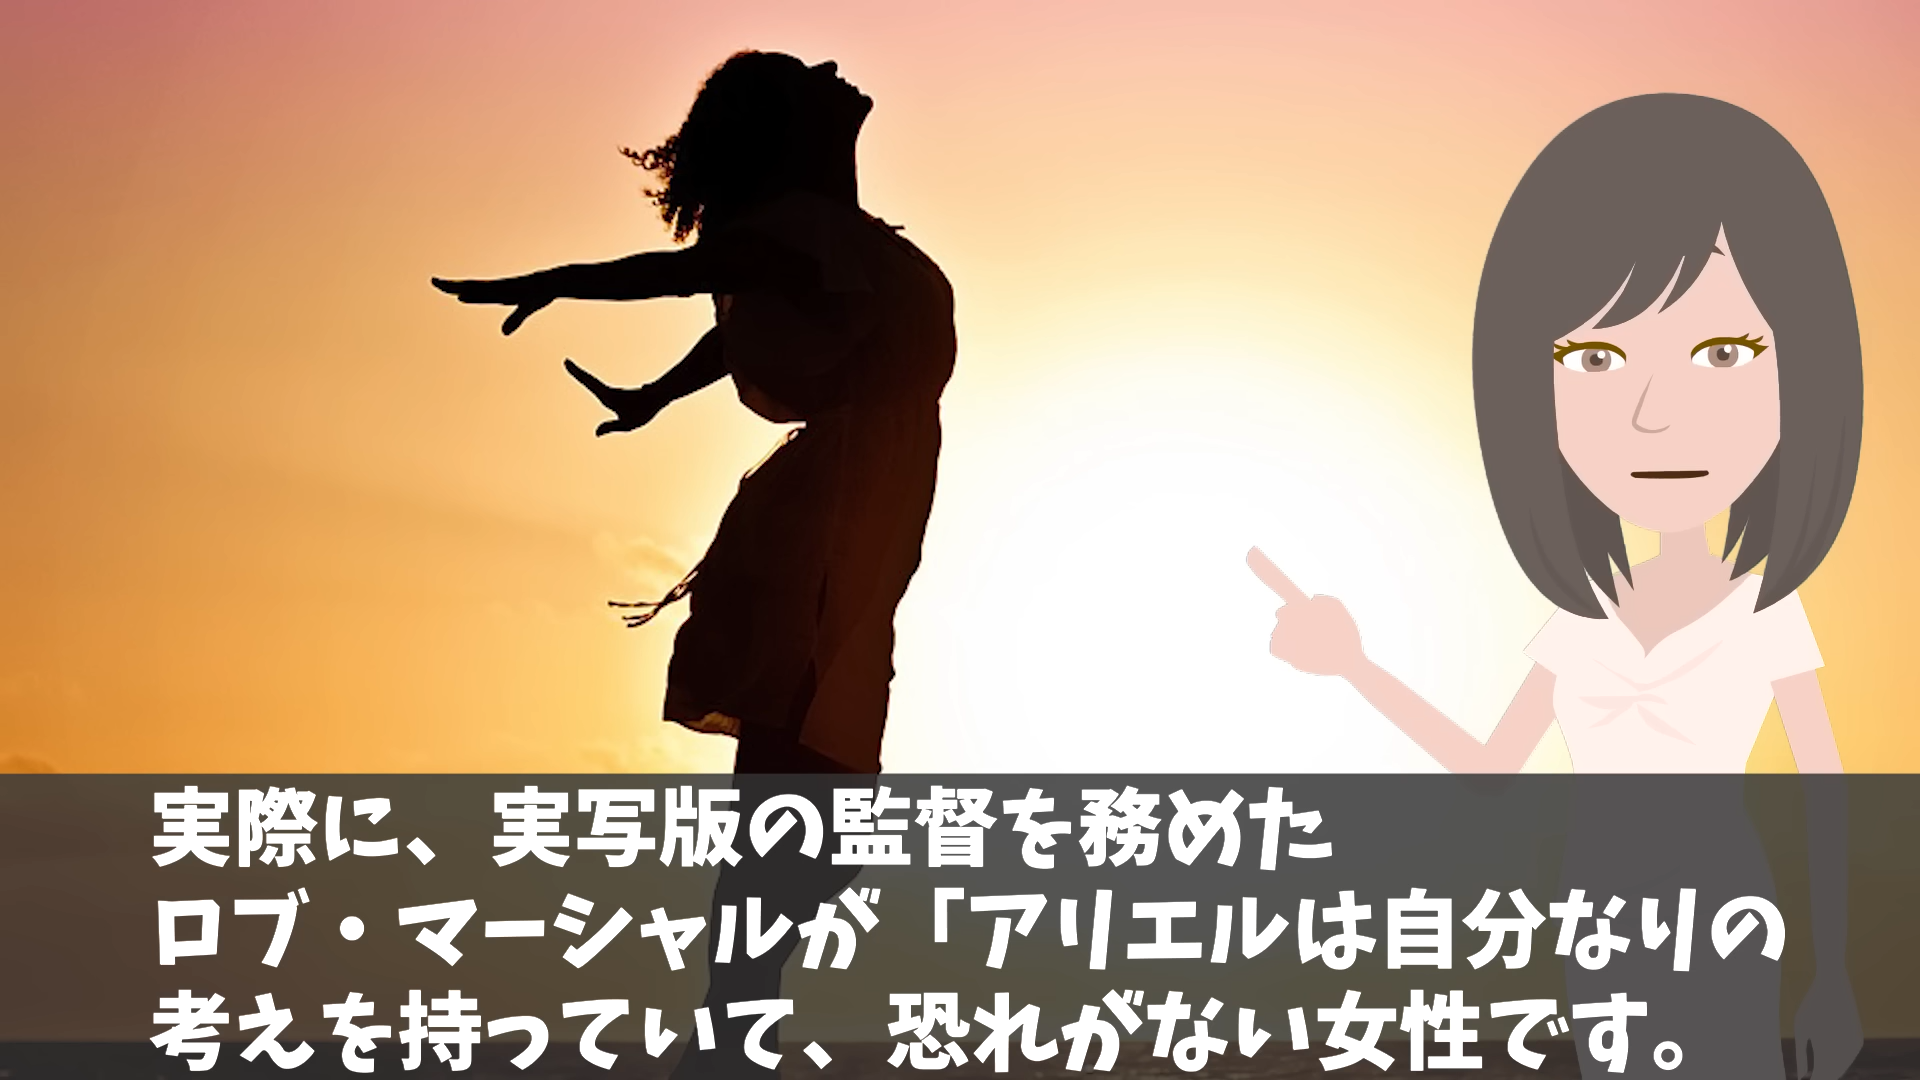 実際に、実写版の監督を務めた
ロブ・マーシャルが「アリエルは自分なりの
考えを持っていて、恐れがない女性です。